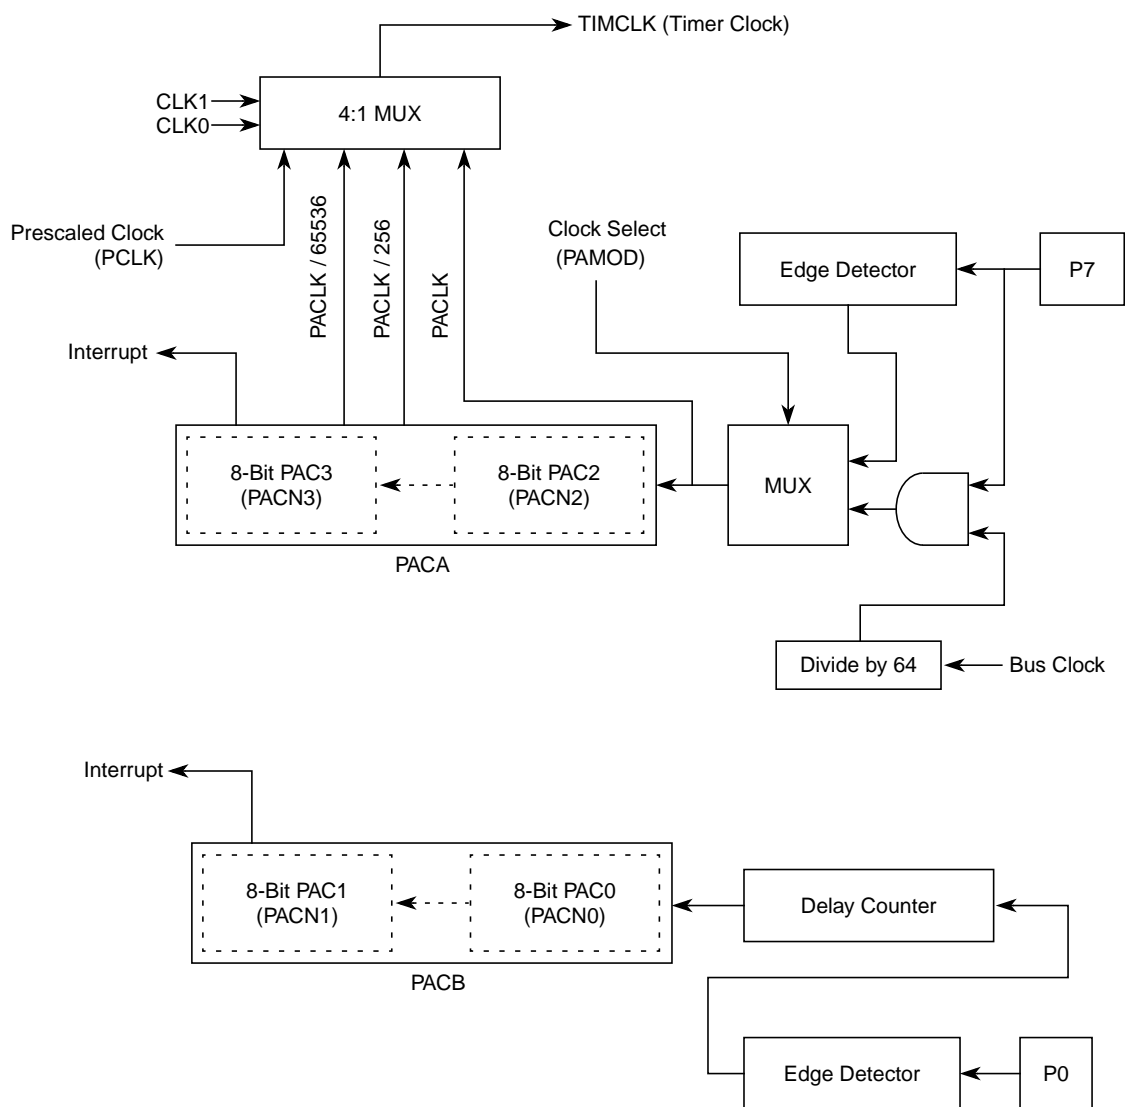 TIMCLK (Timer Clock)
CLK1
CLK0
4:1 MUX
Prescaled Clock
(PCLK)
PACLK / 65536
PACLK / 256
PACLK
Clock Select
(PAMOD)
Edge Detector
P7
Interrupt
8-Bit PAC3
(PACN3)
8-Bit PAC2
(PACN2)
MUX
PACA
Divide by 64
Bus Clock
Interrupt
8-Bit PAC1
(PACN1)
8-Bit PAC0
(PACN0)
Delay Counter
PACB
Edge Detector
P0